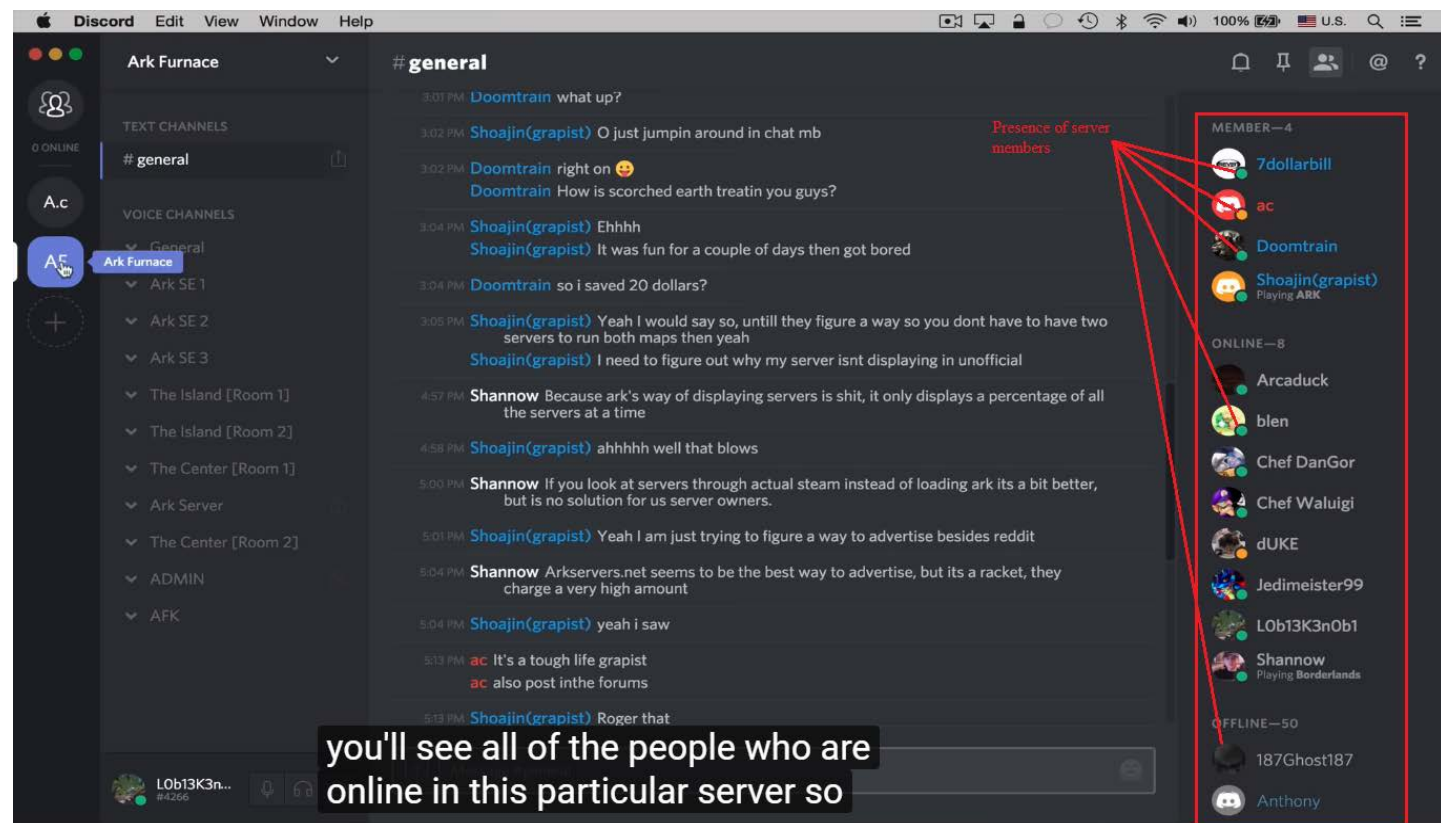 Discord Edit View Window Help
100% U.S.
Ark Furnace
0 ONLINE
A.c
AF
Ark Furnace
TEXT CHANNELS
# general
VOICE CHANNELS
General
Ark SE 1
Ark SE 2
Ark SE 3
The Island [Room 1]
The Island [Room 2]
The Center [Room 1]
Ark Server
The Center [Room 2]
ADMIN
AFK
L0b13K3n...
#4266
# general
@ ?
3:01 PM Doomtrain what up?
3:02 PM Shoajin(grapist) O just jumpin around in chat mb
3:02 PM Doomtrain right on 😛
Doomtrain How is scorched earth treatin you guys?
3:04 PM Shoajin(grapist) Ehhhh
Shoajin(grapist) It was fun for a couple of days then got bored
3:04 PM Doomtrain so i saved 20 dollars?
3:05 PM Shoajin(grapist) Yeah I would say so, untill they figure a way so you dont have to have two
servers to run both maps then yeah
Shoajin(grapist) I need to figure out why my server isnt displaying in unofficial
4:57 PM Shannow Because ark's way of displaying servers is shit, it only displays a percentage of all
the servers at a time
4:58 PM Shoajin(grapist) ahhhhh well that blows
5:00 PM Shannow If you look at servers through actual steam instead of loading ark its a bit better,
but is no solution for us server owners.
5:01 PM Shoajin(grapist) Yeah I am just trying to figure a way to advertise besides reddit
5:04 PM Shannow Arkservers.net seems to be the best way to advertise, but its a racket, they
charge a very high amount
5:04 PM Shoajin(grapist) yeah i saw
5:13 PM ac It's a tough life grapist
ac also post inthe forums
5:13 PM Shoajin(grapist) Roger that
you'll see all of the people who are
online in this particular server so
Presence of server
members
MEMBER—4
7dollarbill
ac
Doomtrain
Shoajin(grapist)
Playing ARK
ONLINE—8
Arcaduck
blen
Chef DanGor
Chef Waluigi
dUKE
Jedimeister99
L0b13K3n0b1
Shannow
Playing Borderlands
OFFLINE—50
187Ghost187
Anthony